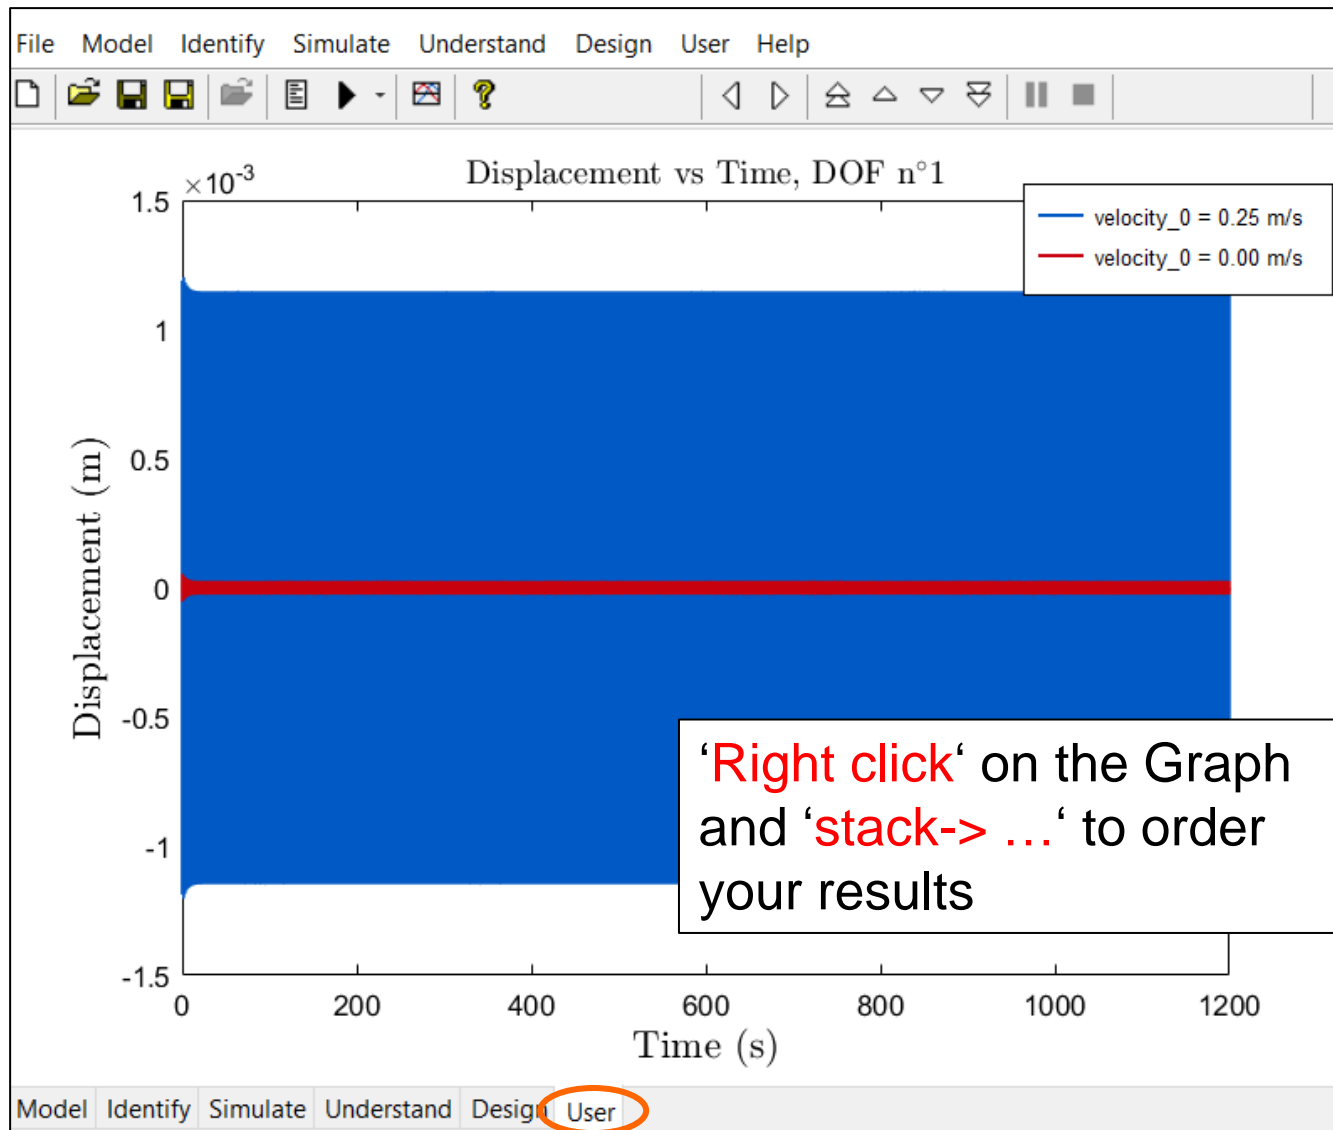 File Model Identify Simulate Understand Design User Help
Displacement vs Time, DOF n°1
×10⁻³
velocity_0 = 0.25 m/s
velocity_0 = 0.00 m/s
1.5
1
0.5
0
-0.5
-1
-1.5
Displacement (m)
‘Right click‘ on the Graph
and ‘stack-> …‘ to order
your results
0 200 400 600 800 1000 1200
Time (s)
Model Identify Simulate Understand Design User